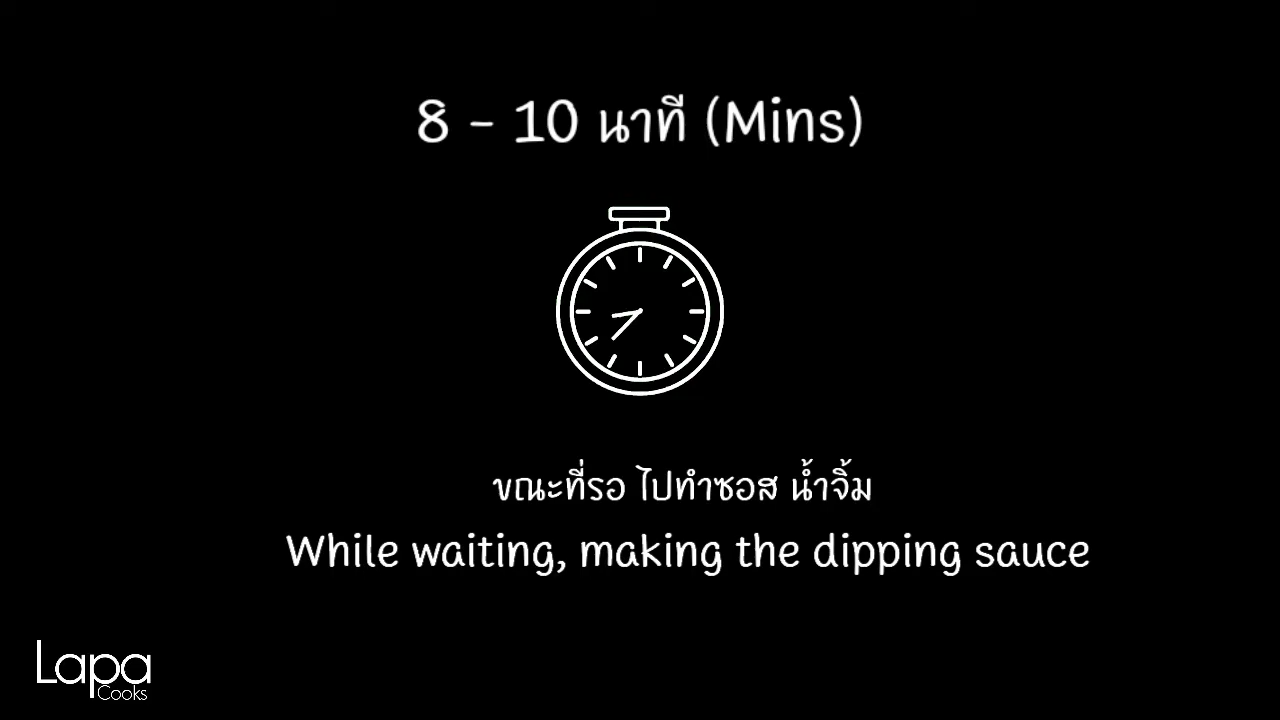 8 - 10 นาที (Mins)
ขณะที่รอ ไปทำซอส น้ำจิ้ม
While waiting, making the dipping sauce
Lapa
Cooks